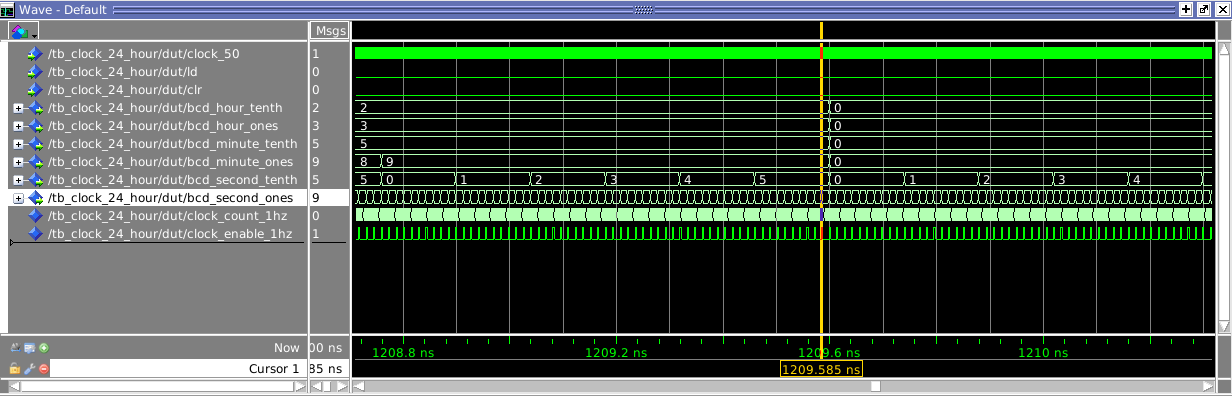 Wave - Default
Msgs
/tb_clock_24_hour/dut/clock_50 1
/tb_clock_24_hour/dut/ld 0
/tb_clock_24_hour/dut/clr 0
/tb_clock_24_hour/dut/bcd_hour_tenth 2 2 0
/tb_clock_24_hour/dut/bcd_hour_ones 3 3 0
/tb_clock_24_hour/dut/bcd_minute_tenth 5 5 0
/tb_clock_24_hour/dut/bcd_minute_ones 9 8 9 0
/tb_clock_24_hour/dut/bcd_second_tenth 5 5 0 1 2 3 4 5 0 1 2 3 4
/tb_clock_24_hour/dut/bcd_second_ones 9
/tb_clock_24_hour/dut/clock_count_1hz 0
/tb_clock_24_hour/dut/clock_enable_1hz 1
Now 00 ns 1208.8 ns 1209.2 ns 1209.6 ns 1210 ns
Cursor 1 85 ns 1209.585 ns